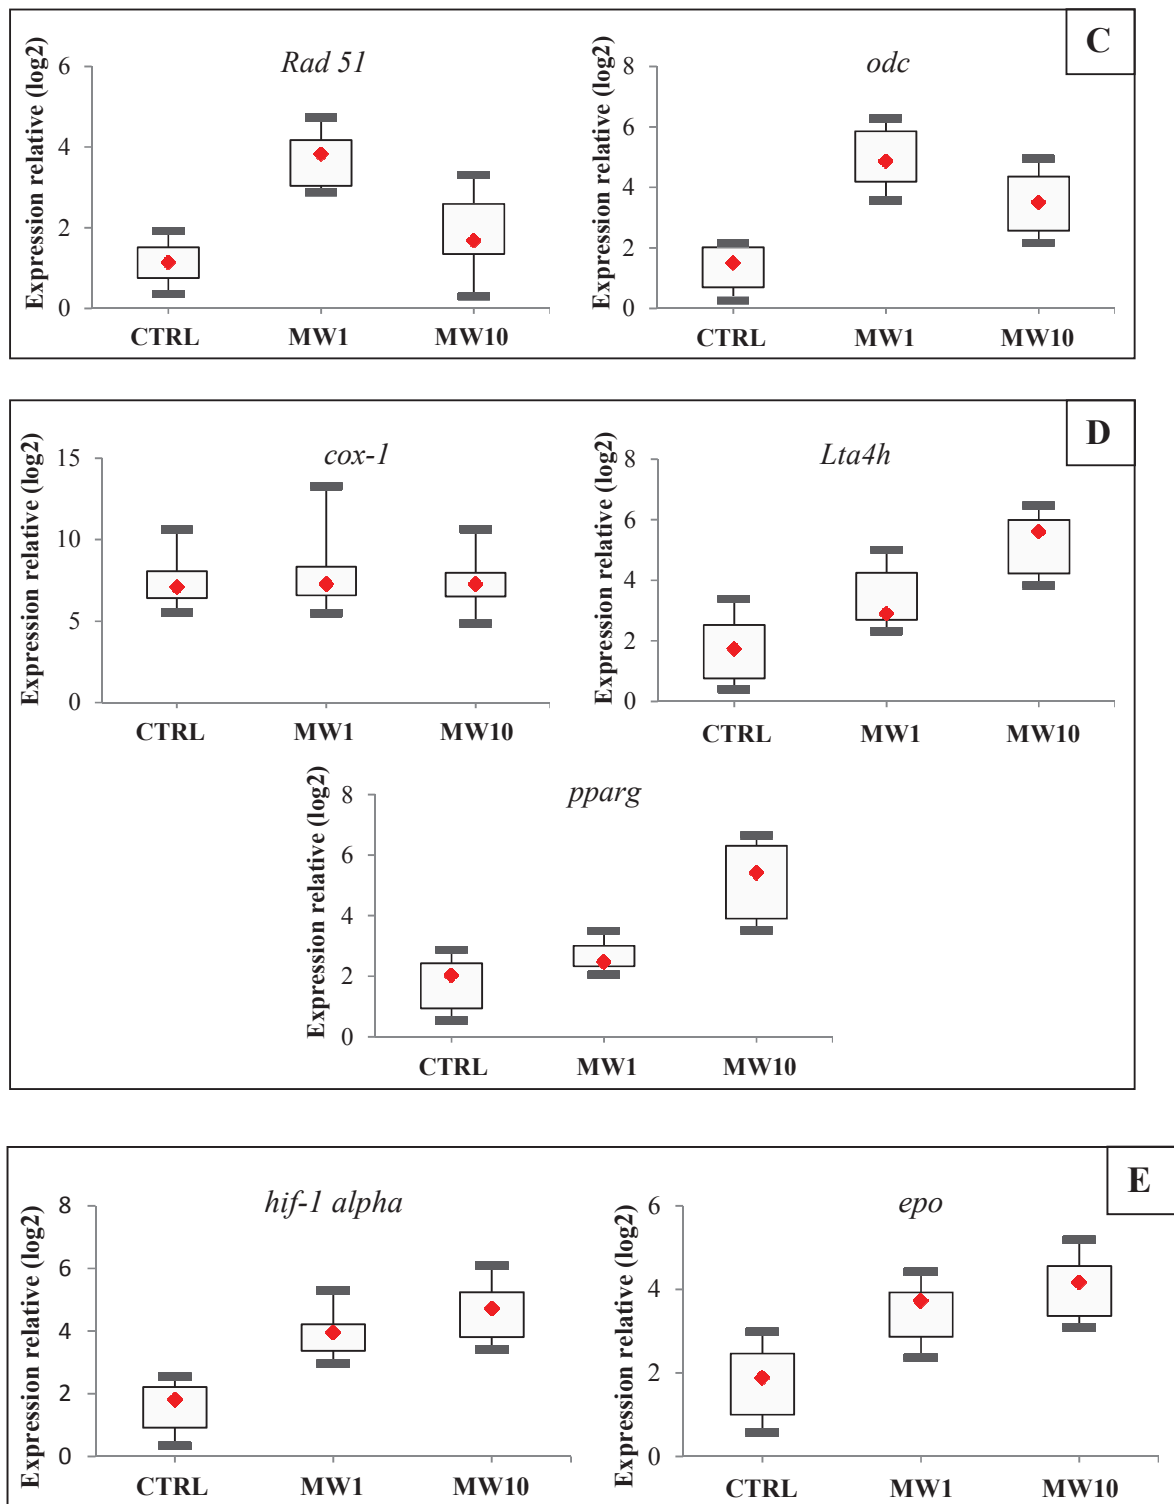 C
Rad 51
Expression relative (log2)
6
4
2
0
CTRL MW1 MW10
odc
Expression relative (log2)
8
6
4
2
0
CTRL MW1 MW10
D
cox-1
Expression relative (log2)
15
10
5
0
CTRL MW1 MW10
Lta4h
Expression relative (log2)
8
6
4
2
0
CTRL MW1 MW10
pparg
Expression relative (log2)
8
6
4
2
0
CTRL MW1 MW10
E
hif-1 alpha
Expression relative (log2)
8
6
4
2
0
CTRL MW1 MW10
epo
Expression relative (log2)
6
4
2
0
CTRL MW1 MW10